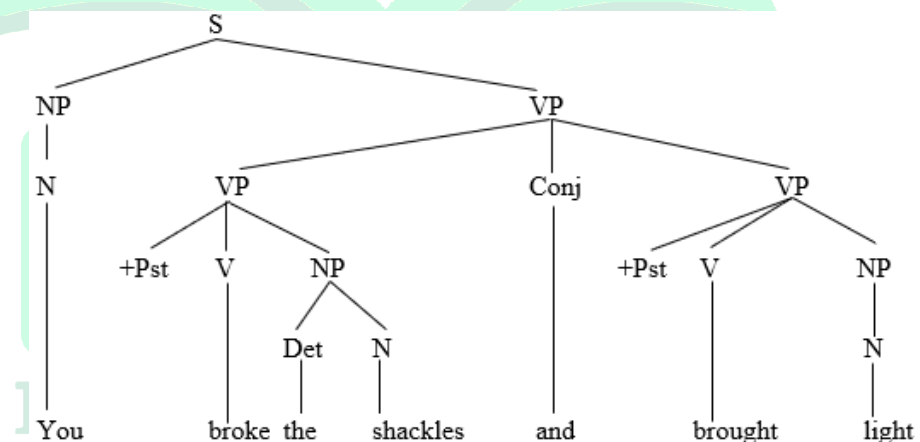 S
NP VP
N VP Conj VP
+Pst V NP +Pst V NP
Det N N
You broke the shackles and brought light